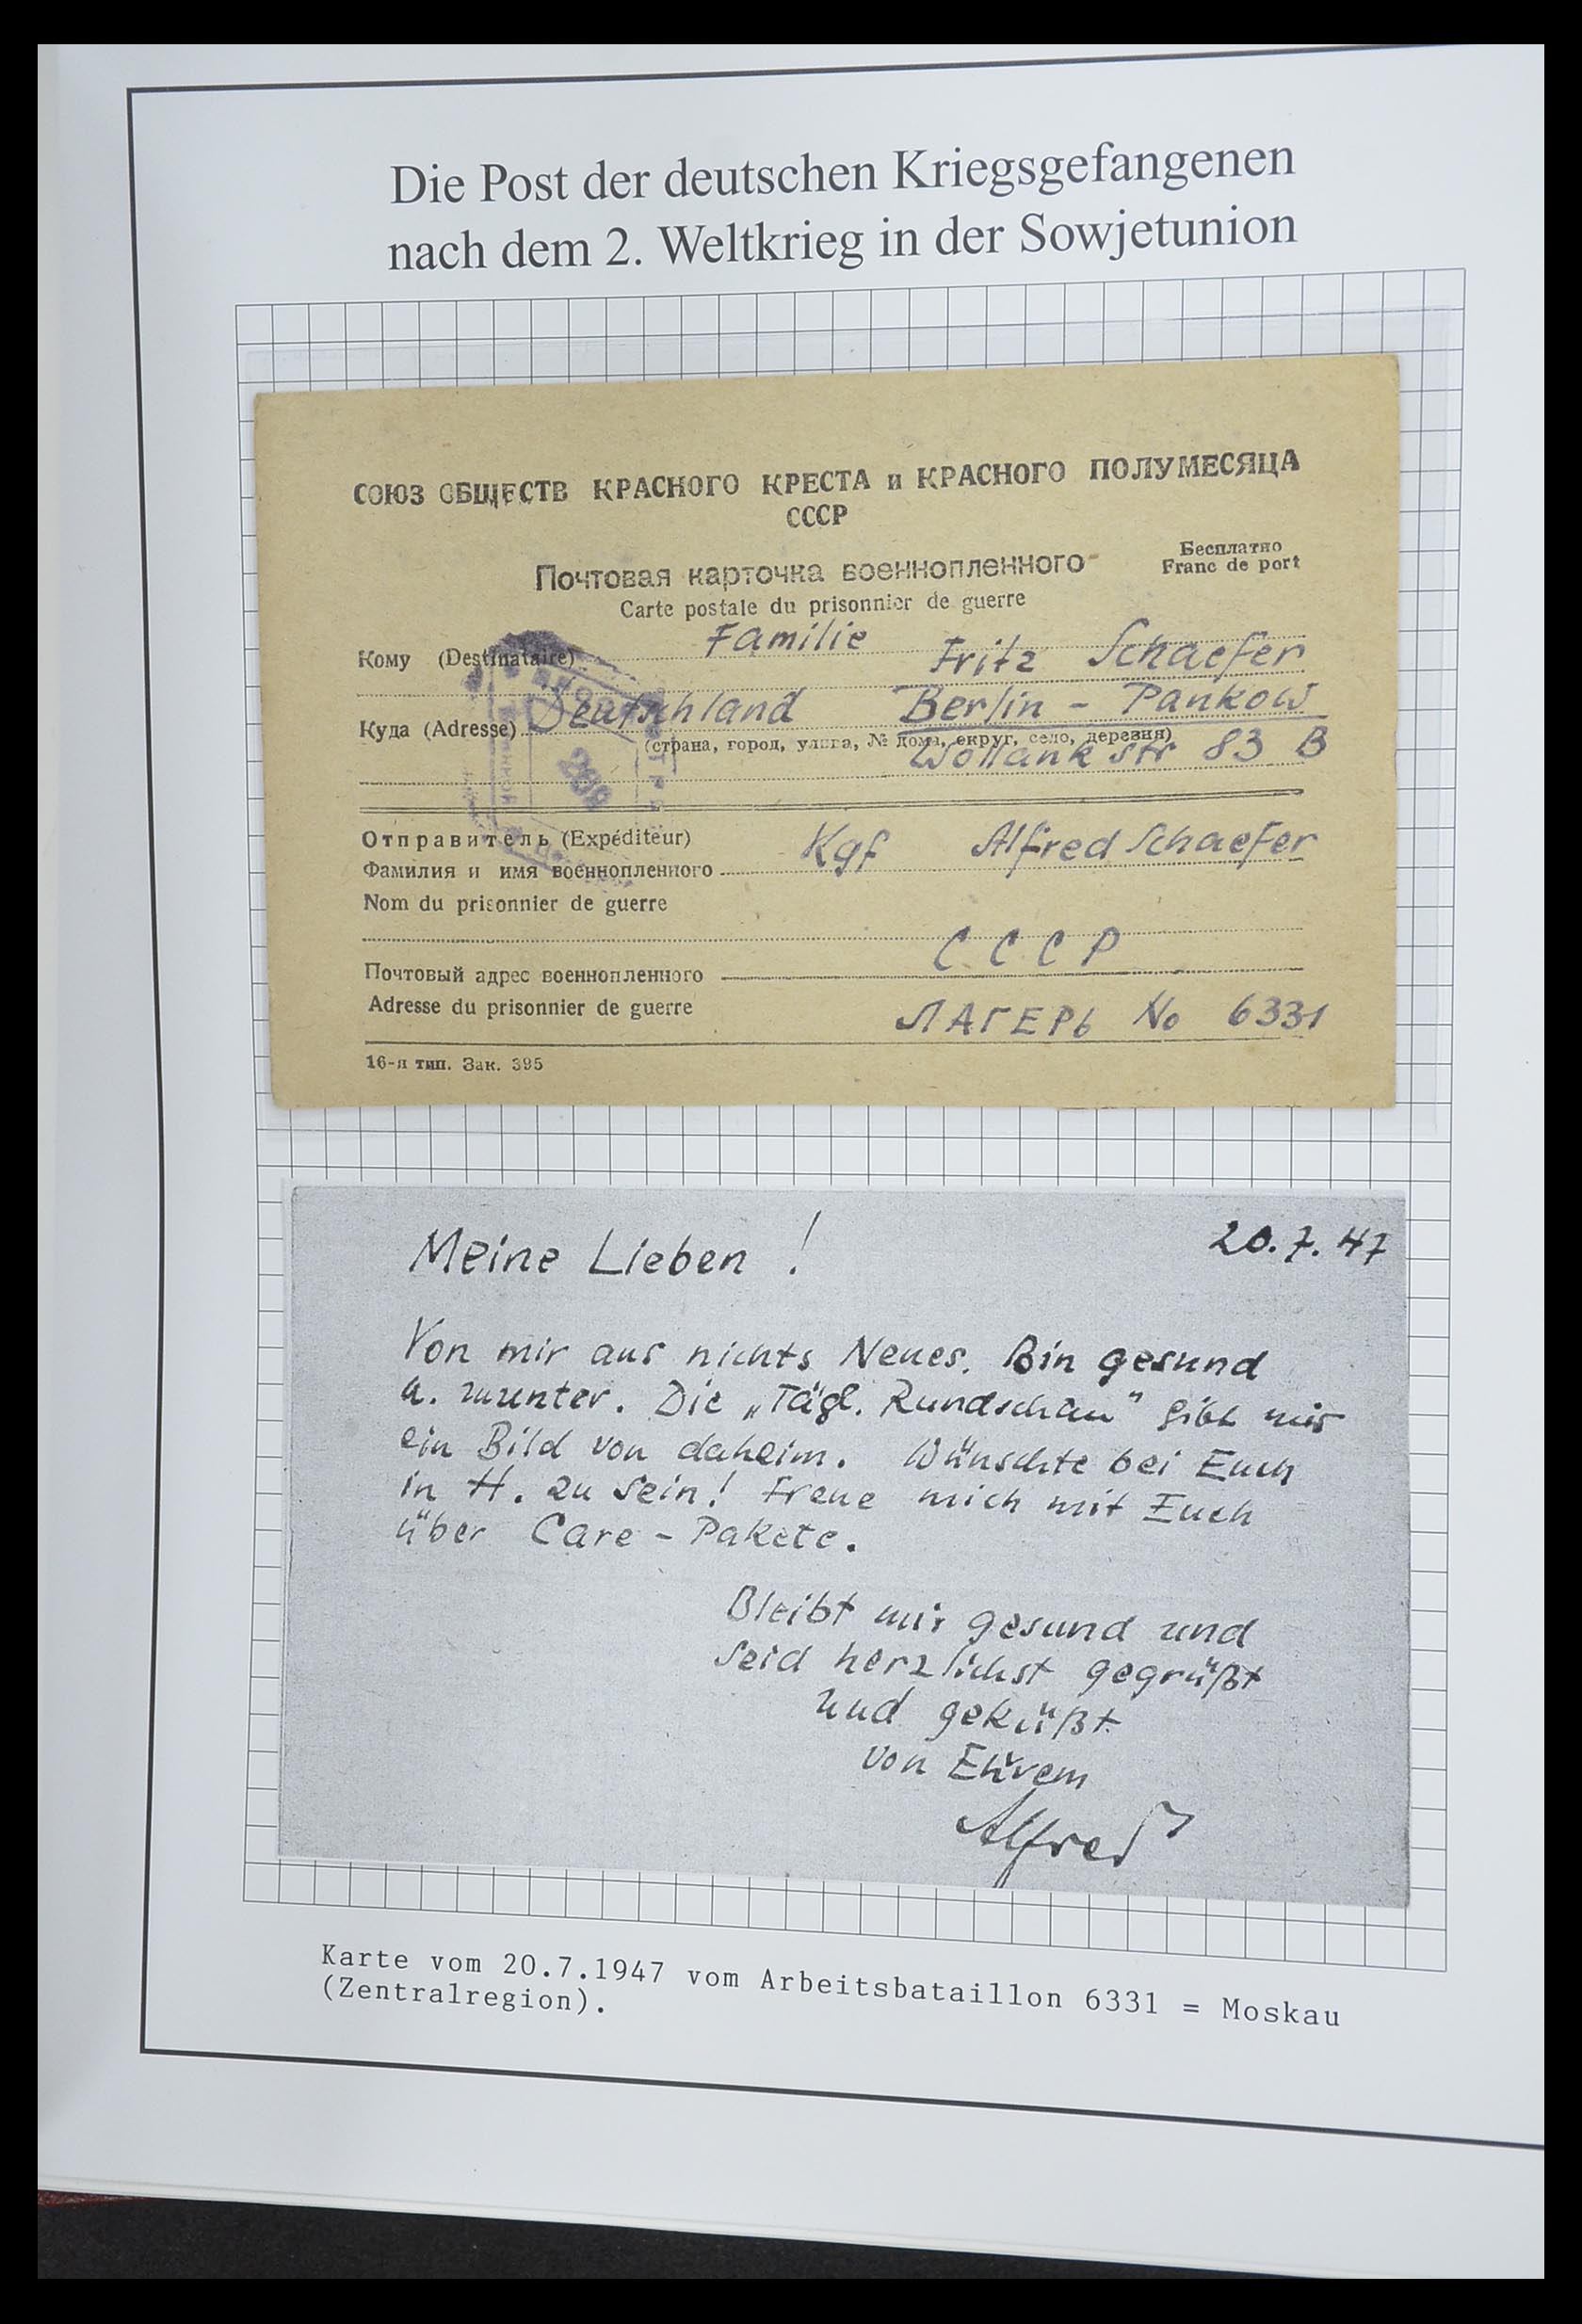 Die Post der deutschen Kriegsgefangenen
nach dem 2. Weltkrieg in der Sowjetunion
СОЮЗ ОБЩЕСТВ КРАСНОГО КРЕСТА и КРАСНОГО ПОЛУМЕСЯЦА
СССР
Бесплатно
Franc de port
Почтовая карточка военнопленного
Carte postale du prisonnier de guerre
Кому (Destinataire) Familie Fritz Schaefer
Куда (Adresse) Deutschland Berlin - Pankow
(страна, город, улица, № дома, округ, село, деревня)
Wollankstr 83 B
209
Отправитель (Expéditeur)
Фамилия и имя военнопленного Kgf Alfred Schaefer
Nom du prisonnier de guerre
С С С Р
Почтовый адрес военнопленного
Adresse du prisonnier de guerre ЛАГЕРЬ No 6331
16-я тип. Зак. 395
Meine Lieben ! 20.7.47
Von mir aus nichts Neues. Bin gesund
u. munter. Die „Tägl. Rundschau" gibt mir
ein Bild von daheim. Wünschte bei Euch
in H. zu sein! Freue mich mit Euch
über Care - Pakete.
Bleibt mir gesund und
seid herzlichst gegrüßt
und geküßt
von Eurem
Alfred
Karte vom 20.7.1947 vom Arbeitsbataillon 6331 = Moskau
(Zentralregion).